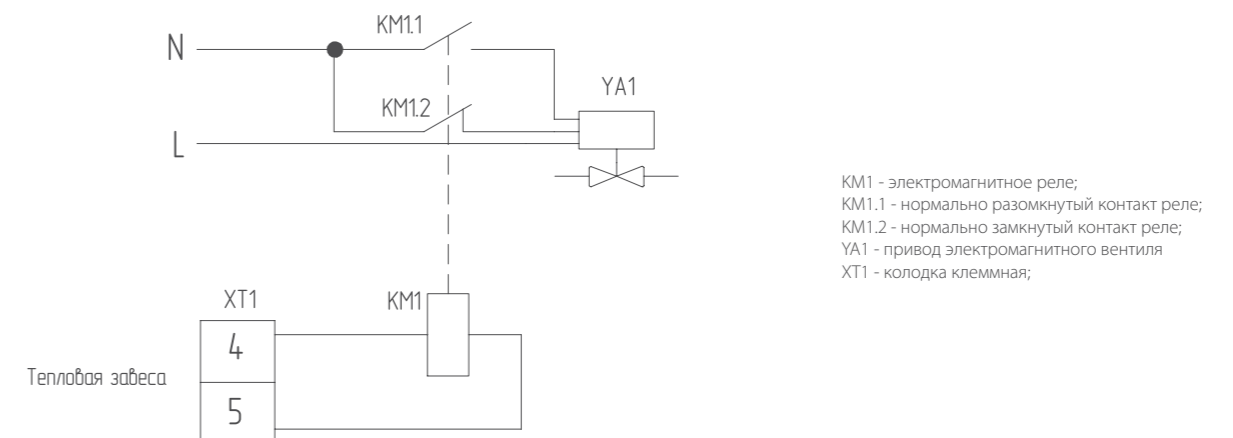 KM1.1
N
YA1
KM1.2
L
KM1 - электромагнитное реле;
KM1.1 - нормально разомкнутый контакт реле;
KM1.2 - нормально замкнутый контакт реле;
YA1 - привод электромагнитного вентиля
XT1 - колодка клеммная;
XT1
KM1
4
Тепловая завеса
5